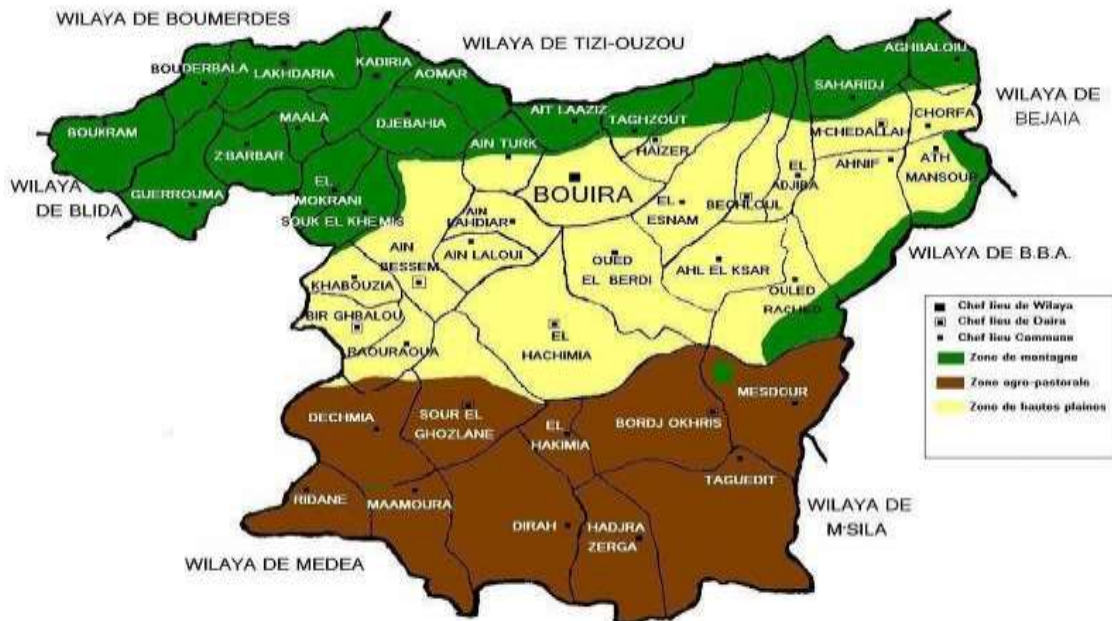 WILAYA DE BOUMERDES
WILAYA DE TIZI-OUZOU
AGHBALOIU
BOUDERBALA
LAKHDARIA
KADIRIA
AOMAR
SAHARIDJ
WILAYA DE
BEJAIA
BOUKRAM
MAALA
DJEBAHIA
AIT LAAZIZ
TAGHZOUT
CHORFA
M'CHEDALLAH
Z'BARBAR
AIN TURK
HAIZER
AHNIF
ATH
MANSOUR
WILAYA
DE BLIDA
GUERROUMA
EL
MOKRANI
BOUIRA
EL
ADJIBA
SOUK EL KHEMIS
EL
ESNAM
BECHLOUL
AIN
LAHDJAR
AIN
BESSEM
AIN LALOUI
OUED
EL BERDI
AHL EL KSAR
WILAYA DE B.B.A.
KHABOUZIA
OULED
RACHED
BIR GHBALOU
RAOURAOUA
EL
HACHIMIA
Chef lieu de Wilaya
Chef lieu de Daira
Chef lieu Commune
Zone de montagne
Zone agro-pastorale
Zone de hautes plaines
MESDOUR
DECHMIA
SOUR EL
GHOZLANE
EL
HAKIMIA
BORDJ OKHRIS
TAGUEDIT
RIDANE
MAAMOURA
DIRAH
HADJRA
ZERGA
WILAYA DE
M'SILA
WILAYA DE MEDEA